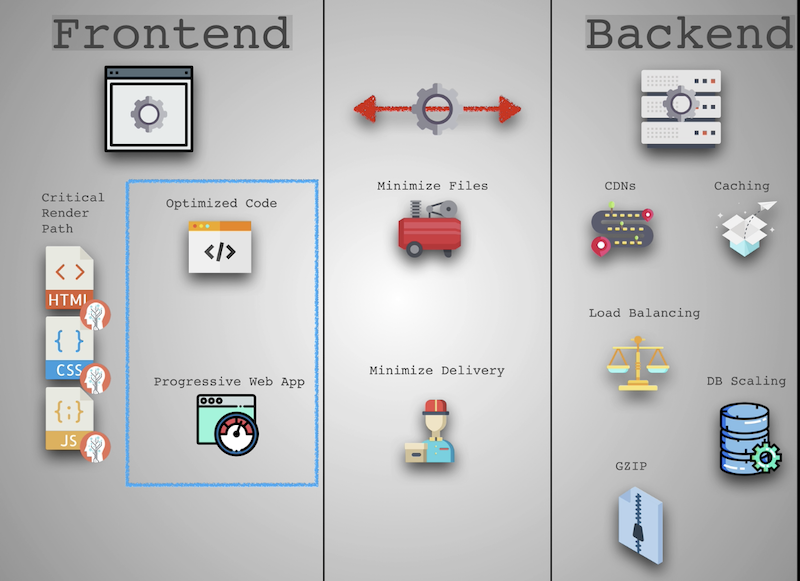 Frontend
Backend
Critical
Render
Path
Optimized Code
Minimize Files
CDNs
Caching
</>
< >
HTML
{ }
CSS
{;}
JS
Progressive Web App
Minimize Delivery
Load Balancing
DB Scaling
GZIP